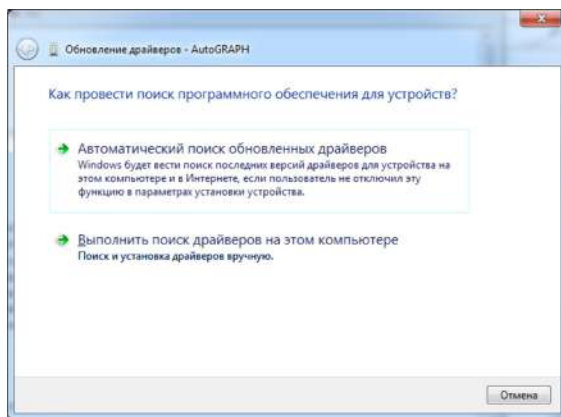 Обновление драйверов - AutoGRAPH
Как провести поиск программного обеспечения для устройств?
Автоматический поиск обновленных драйверов
Windows будет вести поиск последних версий драйверов для устройства на
этом компьютере и в Интернете, если пользователь не отключил эту
функцию в параметрах установки устройства.
Выполнить поиск драйверов на этом компьютере
Поиск и установка драйверов вручную.
Отмена